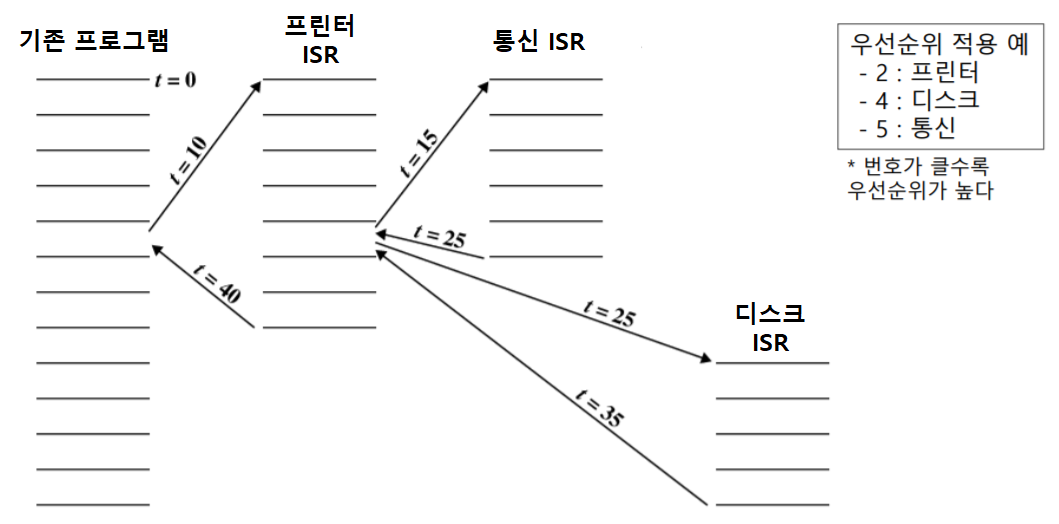 기존 프로그램
프린터
ISR
통신 ISR
우선순위 적용 예
- 2 : 프린터
- 4 : 디스크
- 5 : 통신
* 번호가 클수록
우선순위가 높다
t = 0
t = 10
t = 15
t = 25
t = 40
t = 25
디스크
ISR
t = 35